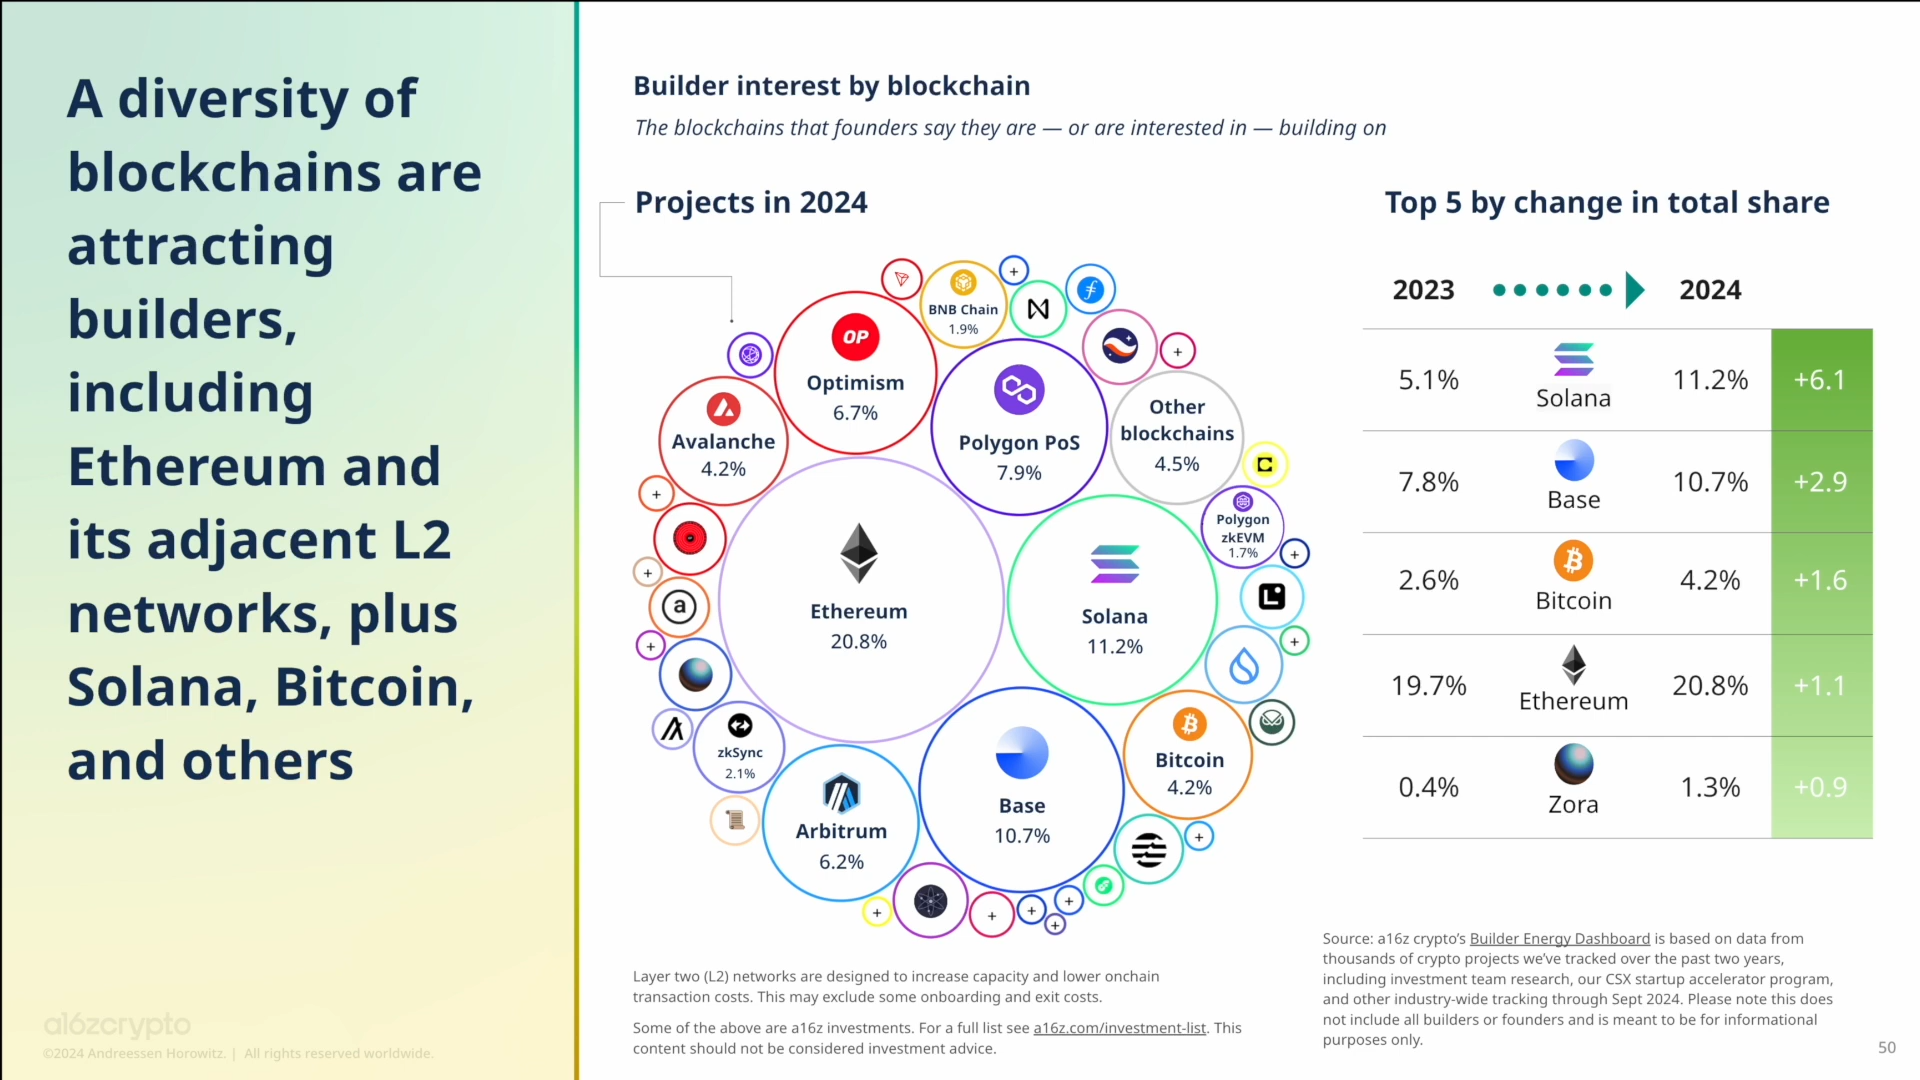 A diversity of
blockchains are
attracting
builders,
including
Ethereum and
its adjacent L2
networks, plus
Solana, Bitcoin,
and others
a16zcrypto
©2024 Andreessen Horowitz. | All rights reserved worldwide.
Builder interest by blockchain
The blockchains that founders say they are — or are interested in — building on
Projects in 2024
BNB Chain
1.9%
OP
Optimism
6.7%
Polygon PoS
7.9%
Other
blockchains
4.5%
Avalanche
4.2%
Polygon
zkEVM
1.7%
Ethereum
20.8%
Solana
11.2%
a
zkSync
2.1%
Bitcoin
4.2%
Arbitrum
6.2%
Base
10.7%
Layer two (L2) networks are designed to increase capacity and lower onchain
transaction costs. This may exclude some onboarding and exit costs.
Some of the above are a16z investments. For a full list see a16z.com/investment-list. This
content should not be considered investment advice.
Top 5 by change in total share
2023 2024
5.1% Solana 11.2% +6.1
7.8% Base 10.7% +2.9
2.6% Bitcoin 4.2% +1.6
19.7% Ethereum 20.8% +1.1
0.4% Zora 1.3% +0.9
Source: a16z crypto’s Builder Energy Dashboard is based on data from
thousands of crypto projects we’ve tracked over the past two years,
including investment team research, our CSX startup accelerator program,
and other industry-wide tracking through Sept 2024. Please note this does
not include all builders or founders and is meant to be for informational
purposes only.
50